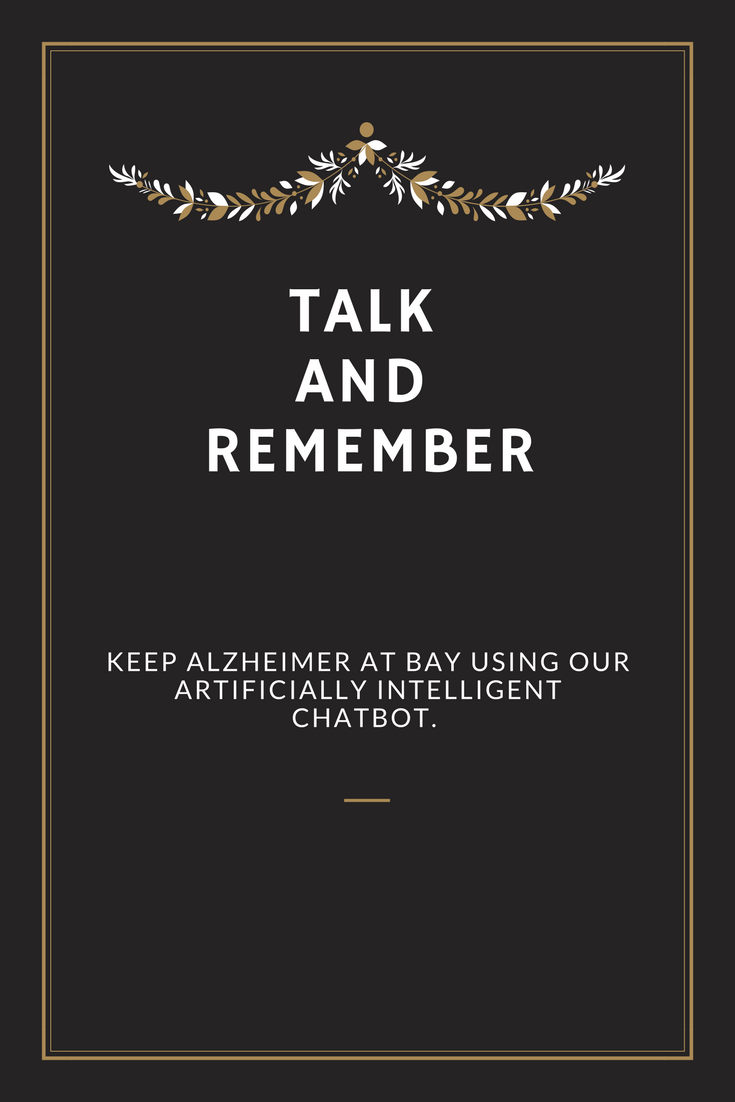 TALK
AND
REMEMBER
KEEP ALZHEIMER AT BAY USING OUR
ARTIFICIALLY INTELLIGENT
CHATBOT.